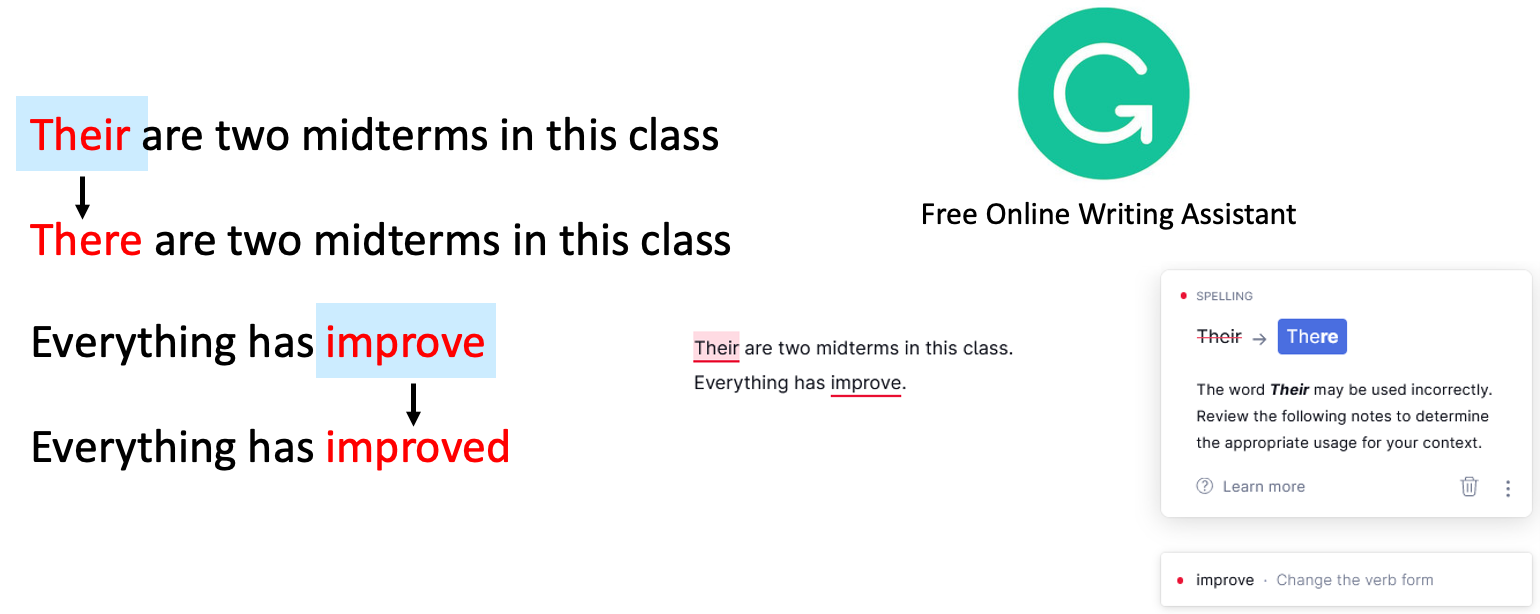 Their are two midterms in this class
There are two midterms in this class
Everything has improve
Everything has improved
Free Online Writing Assistant
Their are two midterms in this class.
Everything has improve.
SPELLING
Their → There
The word Their may be used incorrectly.
Review the following notes to determine
the appropriate usage for your context.
Learn more
improve · Change the verb form